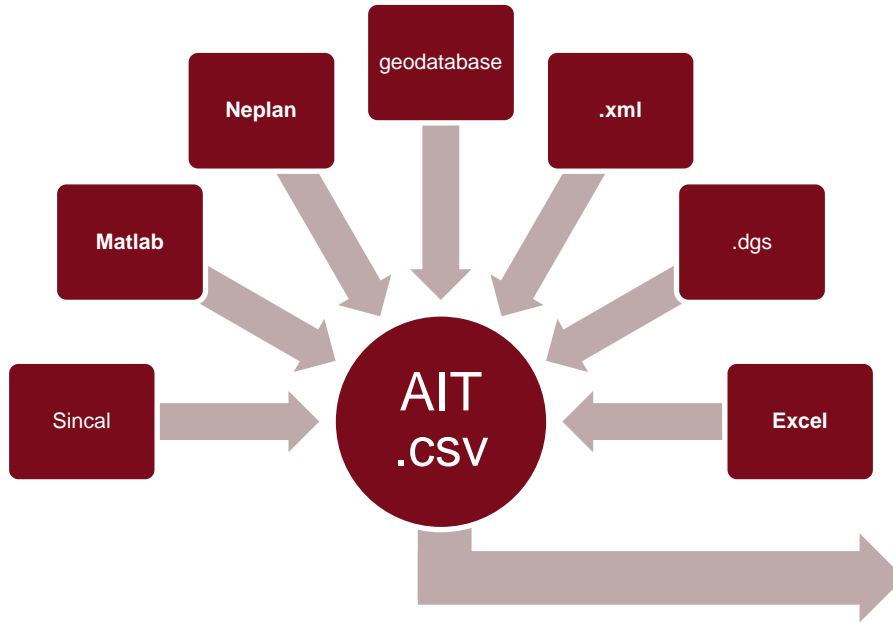 geodatabase
Neplan
.xml
Matlab
.dgs
Sincal
AIT
.csv
Excel